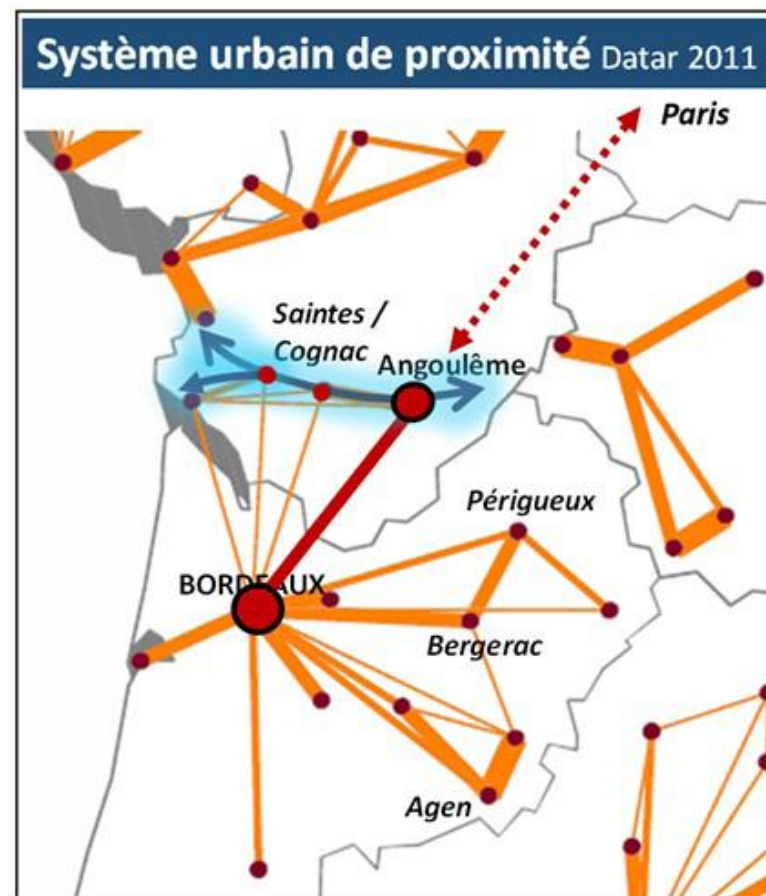 Système urbain de proximité Datar 2011
Paris
Saintes /
Cognac
Angoulême
Périgueux
BORDEAUX
Bergerac
Agen